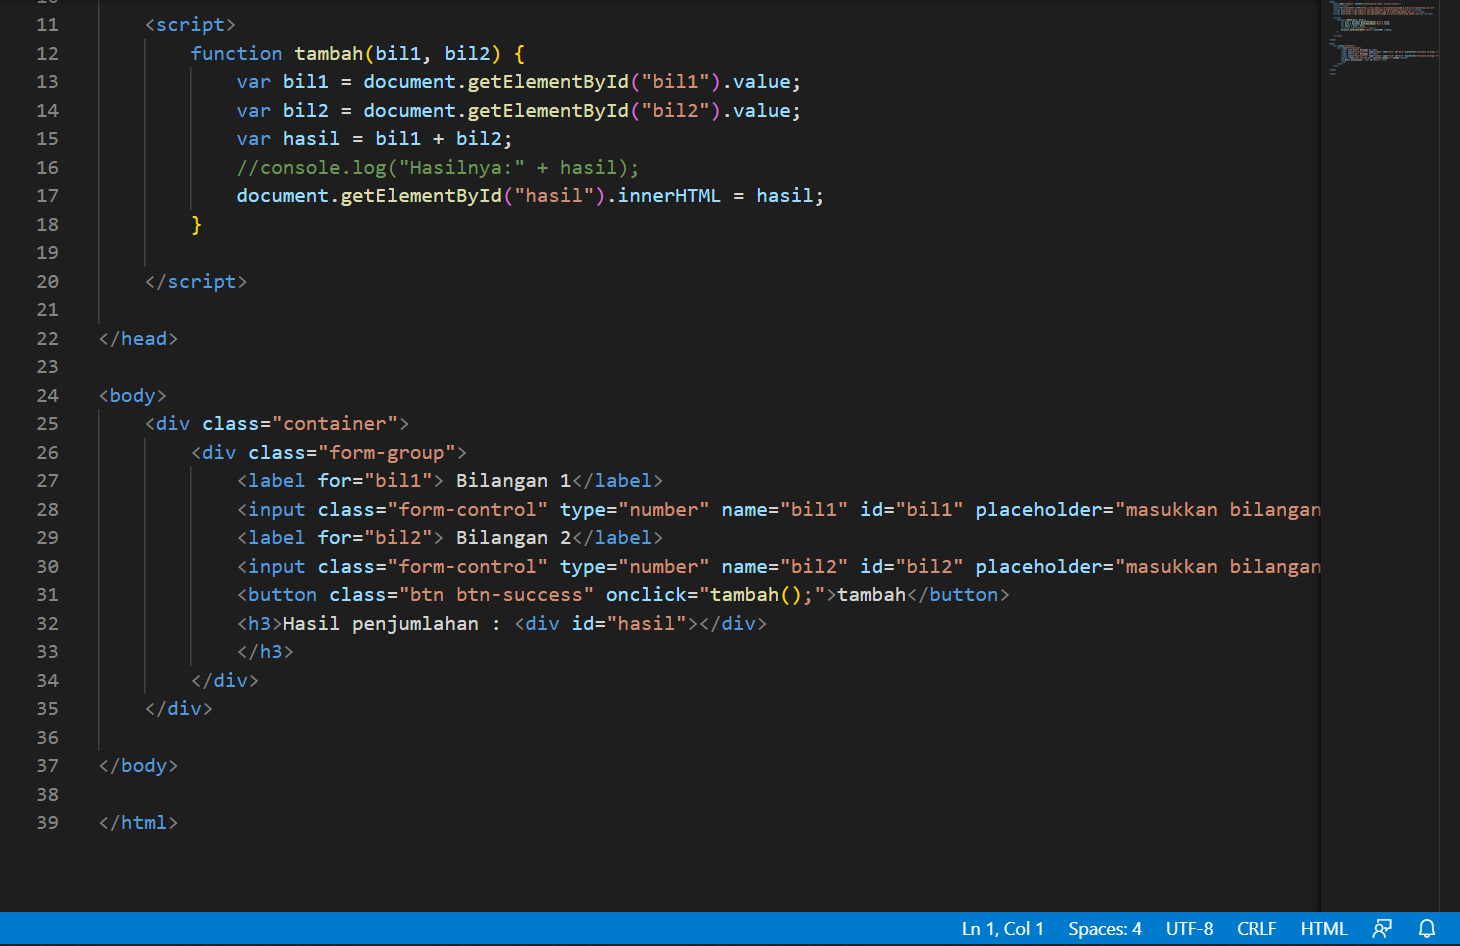 10
11 <script>
12 function tambah(bil1, bil2) {
13 var bil1 = document.getElementById("bil1").value;
14 var bil2 = document.getElementById("bil2").value;
15 var hasil = bil1 + bil2;
16 //console.log("Hasilnya:" + hasil);
17 document.getElementById("hasil").innerHTML = hasil;
18 }
19
20 </script>
21
22 </head>
23
24 <body>
25 <div class="container">
26 <div class="form-group">
27 <label for="bil1"> Bilangan 1</label>
28 <input class="form-control" type="number" name="bil1" id="bil1" placeholder="masukkan bilangan
29 <label for="bil2"> Bilangan 2</label>
30 <input class="form-control" type="number" name="bil2" id="bil2" placeholder="masukkan bilangan
31 <button class="btn btn-success" onclick="tambah();">tambah</button>
32 <h3>Hasil penjumlahan : <div id="hasil"></div>
33 </h3>
34 </div>
35 </div>
36
37 </body>
38
39 </html>
Ln 1, Col 1 Spaces: 4 UTF-8 CRLF HTML